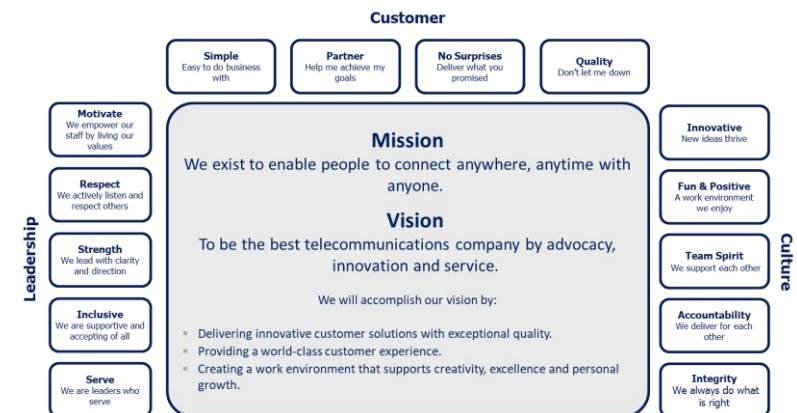 Customer
Simple
Easy to do business
with
Partner
Help me achieve my
goals
No Surprises
Deliver what you
promised
Quality
Don't let me down
Leadership
Motivate
We empower our
staff by living our
values
Respect
We actively listen and
respect others
Strength
We lead with clarity
and direction
Inclusive
We are supportive and
accepting of all
Serve
We are leaders who
serve
Mission
We exist to enable people to connect anywhere, anytime with
anyone.
Vision
To be the best telecommunications company by advocacy,
innovation and service.
We will accomplish our vision by:
▪ Delivering innovative customer solutions with exceptional quality.
▪ Providing a world-class customer experience.
▪ Creating a work environment that supports creativity, excellence and personal
growth.
Culture
Innovative
New ideas thrive
Fun & Positive
A work environment
we enjoy
Team Spirit
We support each other
Accountability
We deliver for each
other
Integrity
We always do what
is right